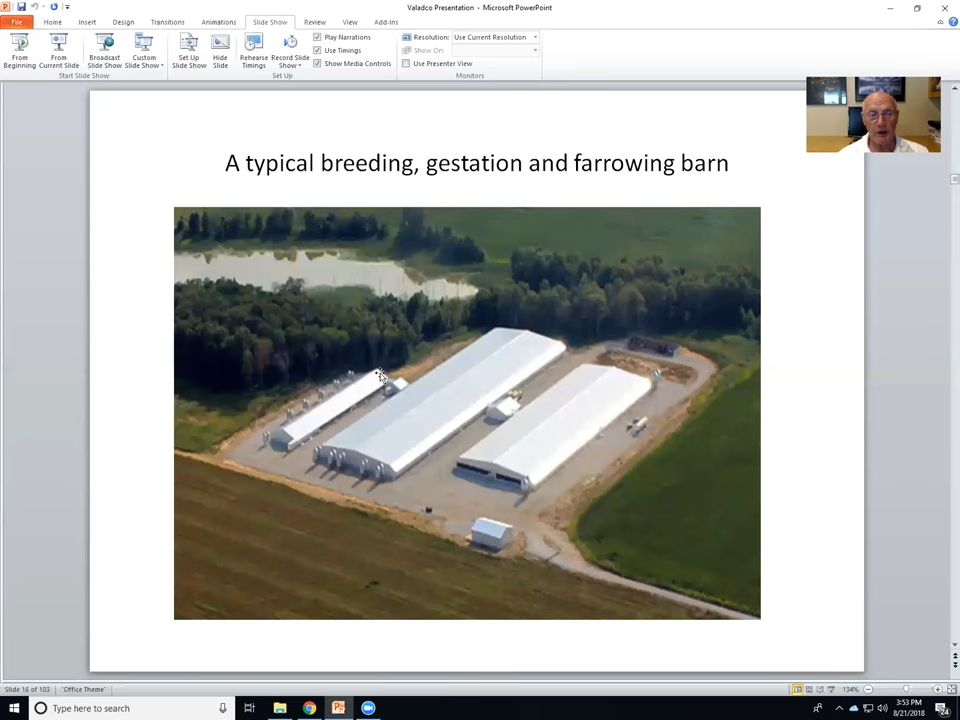 Valadco Presentation - Microsoft PowerPoint
File Home Insert Design Transitions Animations Slide Show Review View Add-Ins
From Beginning
From Current Slide
Broadcast Slide Show
Custom Slide Show
Start Slide Show
Set Up Slide Show
Hide Slide
Rehearse Timings
Record Slide Show
Play Narrations
Use Timings
Show Media Controls
Set Up
Resolution: Use Current Resolution
Show On:
Use Presenter View
Monitors
A typical breeding, gestation and farrowing barn
Slide 16 of 103 "Office Theme" 134%
Type here to search
3:53 PM
8/21/2018
24